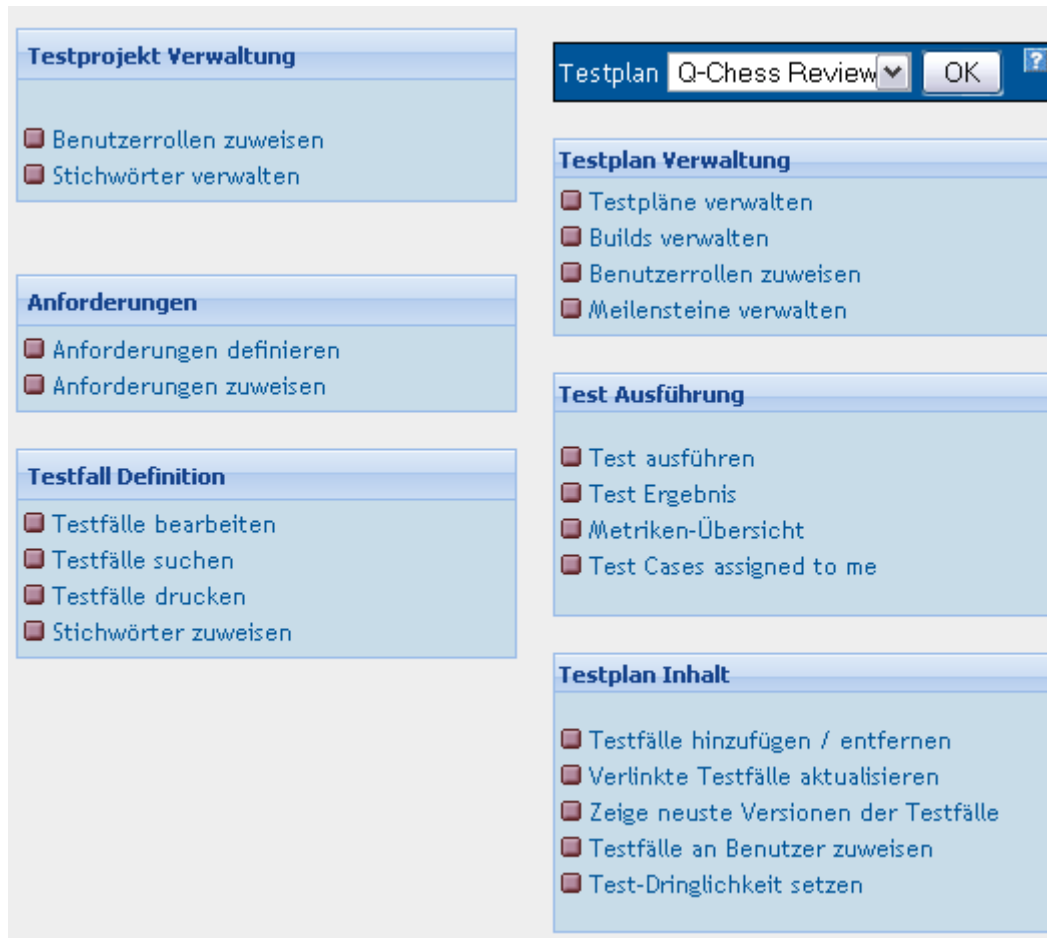 Testprojekt Verwaltung
Benutzerrollen zuweisen
Stichwörter verwalten
Anforderungen
Anforderungen definieren
Anforderungen zuweisen
Testfall Definition
Testfälle bearbeiten
Testfälle suchen
Testfälle drucken
Stichwörter zuweisen
Testplan Q-Chess Review OK ?
Testplan Verwaltung
Testpläne verwalten
Builds verwalten
Benutzerrollen zuweisen
Meilensteine verwalten
Test Ausführung
Test ausführen
Test Ergebnis
Metriken-Übersicht
Test Cases assigned to me
Testplan Inhalt
Testfälle hinzufügen / entfernen
Verlinkte Testfälle aktualisieren
Zeige neuste Versionen der Testfälle
Testfälle an Benutzer zuweisen
Test-Dringlichkeit setzen